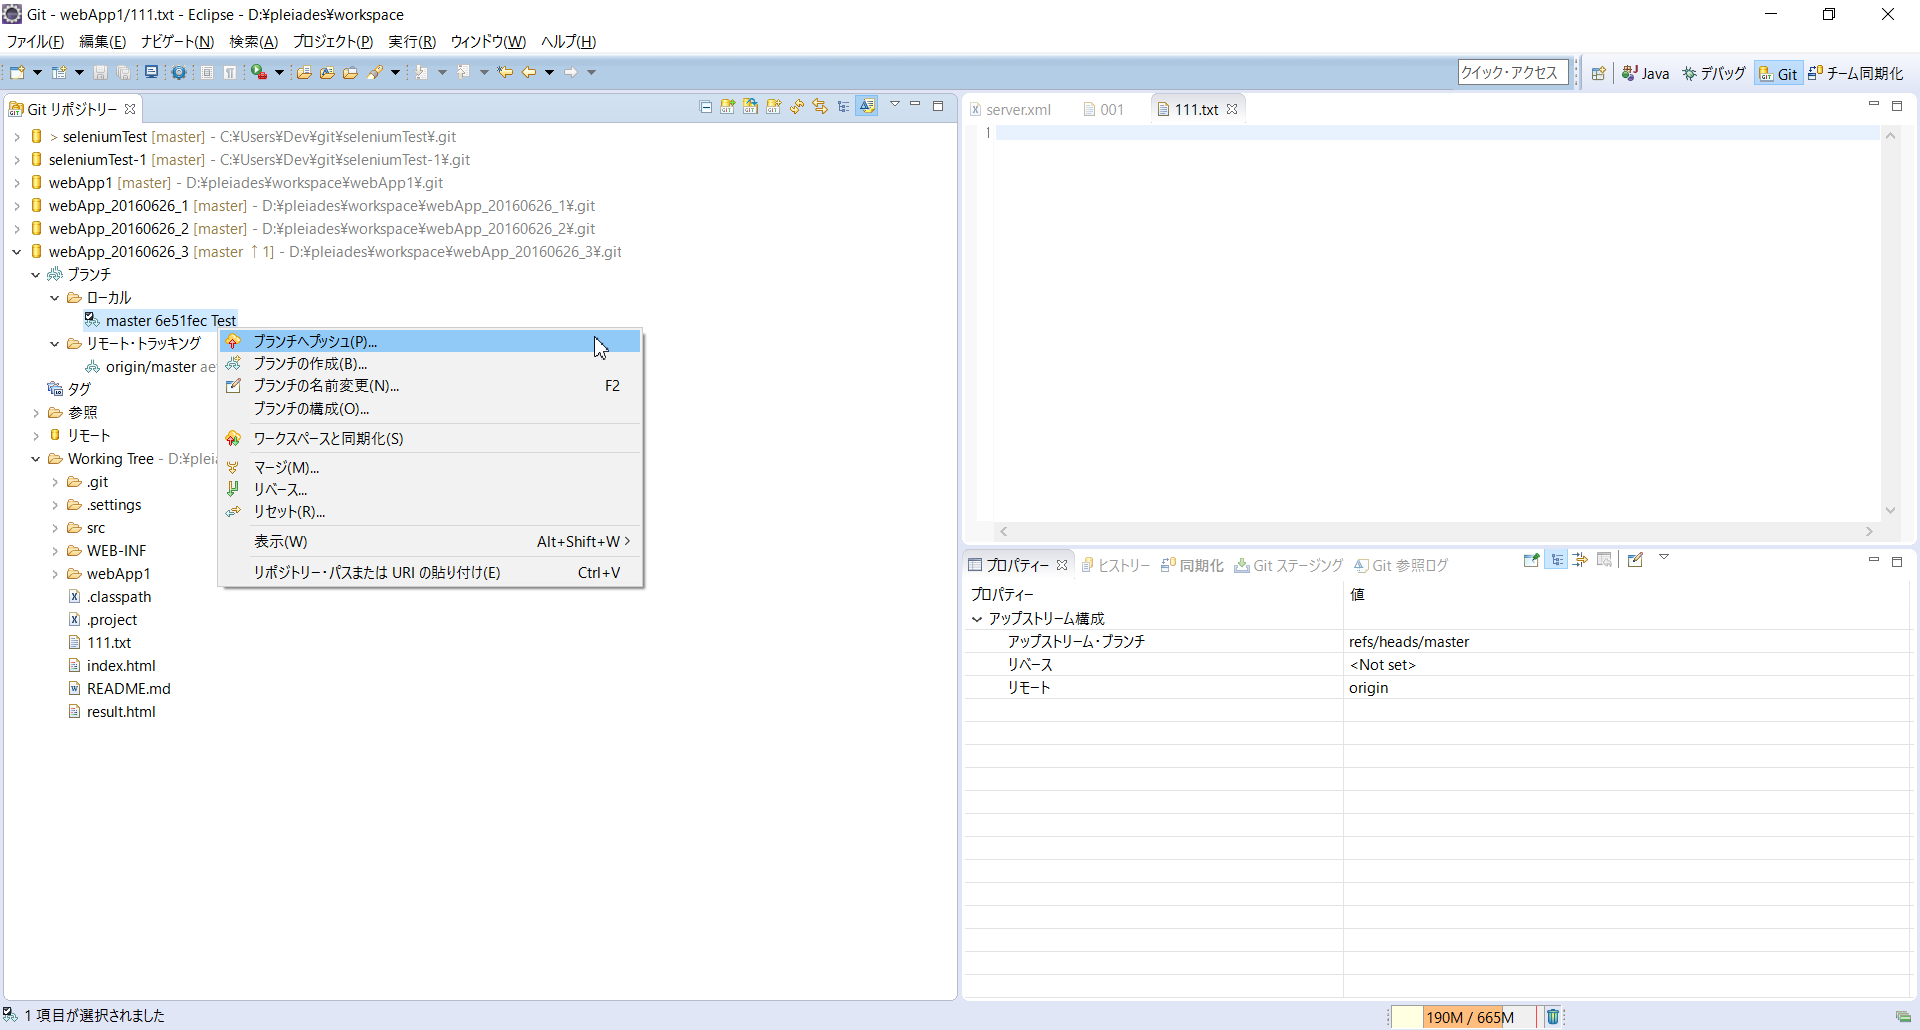 Git - webApp1/111.txt - Eclipse - D:¥pleiades¥workspace
ファイル(F) 編集(E) ナビゲート(N) 検索(A) プロジェクト(P) 実行(R) ウィンドウ(W) ヘルプ(H)
クイック・アクセス Java デバッグ Git チーム同期化
Git リポジトリー
> seleniumTest [master] - C:¥Users¥Dev¥git¥seleniumTest¥.git
seleniumTest-1 [master] - C:¥Users¥Dev¥git¥seleniumTest-1¥.git
webApp1 [master] - D:¥pleiades¥workspace¥webApp1¥.git
webApp_20160626_1 [master] - D:¥pleiades¥workspace¥webApp_20160626_1¥.git
webApp_20160626_2 [master] - D:¥pleiades¥workspace¥webApp_20160626_2¥.git
webApp_20160626_3 [master ↑1] - D:¥pleiades¥workspace¥webApp_20160626_3¥.git
ブランチ
ローカル
master 6e51fec Test
リモート・トラッキング
origin/master ae
タグ
参照
リモート
Working Tree - D:¥plei
.git
.settings
src
WEB-INF
webApp1
.classpath
.project
111.txt
index.html
README.md
result.html
ブランチへプッシュ(P)...
ブランチの作成(B)...
ブランチの名前変更(N)... F2
ブランチの構成(O)...
ワークスペースと同期化(S)
マージ(M)...
リベース...
リセット(R)...
表示(W) Alt+Shift+W
リポジトリー・パスまたは URI の貼り付け(E) Ctrl+V
server.xml 001 111.txt
1
プロパティー ヒストリー 同期化 Git ステージング Git 参照ログ
プロパティー 値
アップストリーム構成
アップストリーム・ブランチ refs/heads/master
リベース <Not set>
リモート origin
1 項目が選択されました
190M / 665M